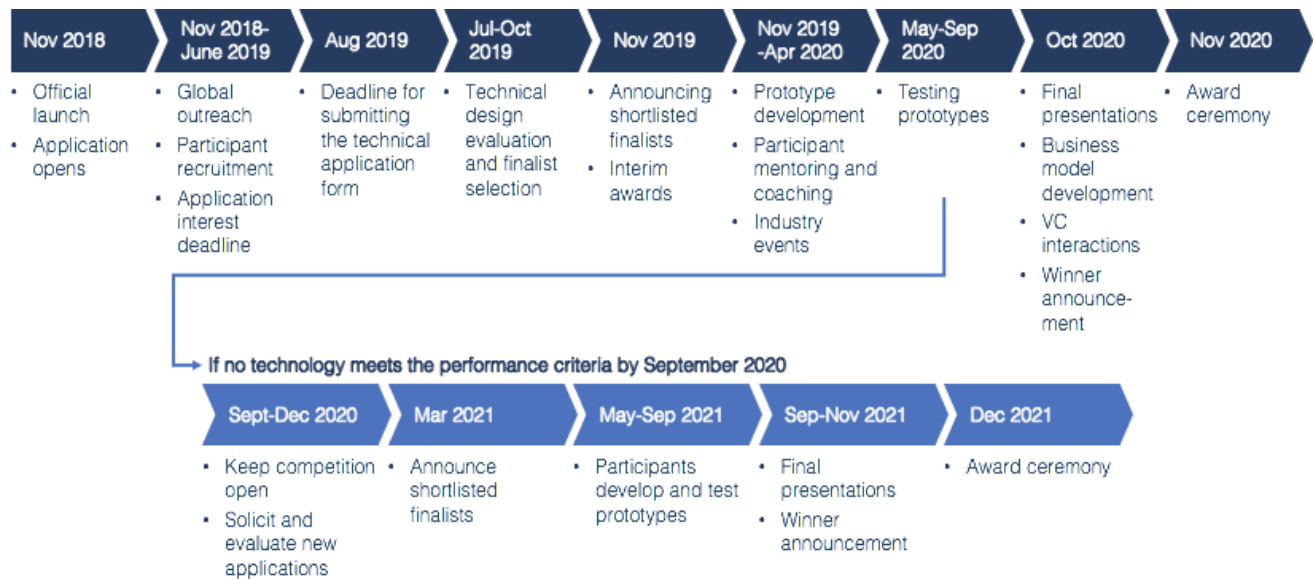 Nov 2018
Nov 2018-
June 2019
Aug 2019
Jul-Oct
2019
Nov 2019
Nov 2019
-Apr 2020
May-Sep
2020
Oct 2020
Nov 2020
• Official
launch
• Application
opens
• Global
outreach
• Participant
recruitment
• Application
interest
deadline
• Deadline for
submitting
the technical
application
form
• Technical
design
evaluation
and finalist
selection
• Announcing
shortlisted
finalists
• Interim
awards
• Prototype
development
• Participant
mentoring and
coaching
• Industry
events
• Testing
prototypes
• Final
presentations
• Business
model
development
• VC
interactions
• Winner
announce-
ment
• Award
ceremony
If no technology meets the performance criteria by September 2020
Sept-Dec 2020
Mar 2021
May-Sep 2021
Sep-Nov 2021
Dec 2021
• Keep competition
open
• Solicit and
evaluate new
applications
• Announce
shortlisted
finalists
• Participants
develop and test
prototypes
• Final
presentations
• Winner
announcement
• Award ceremony